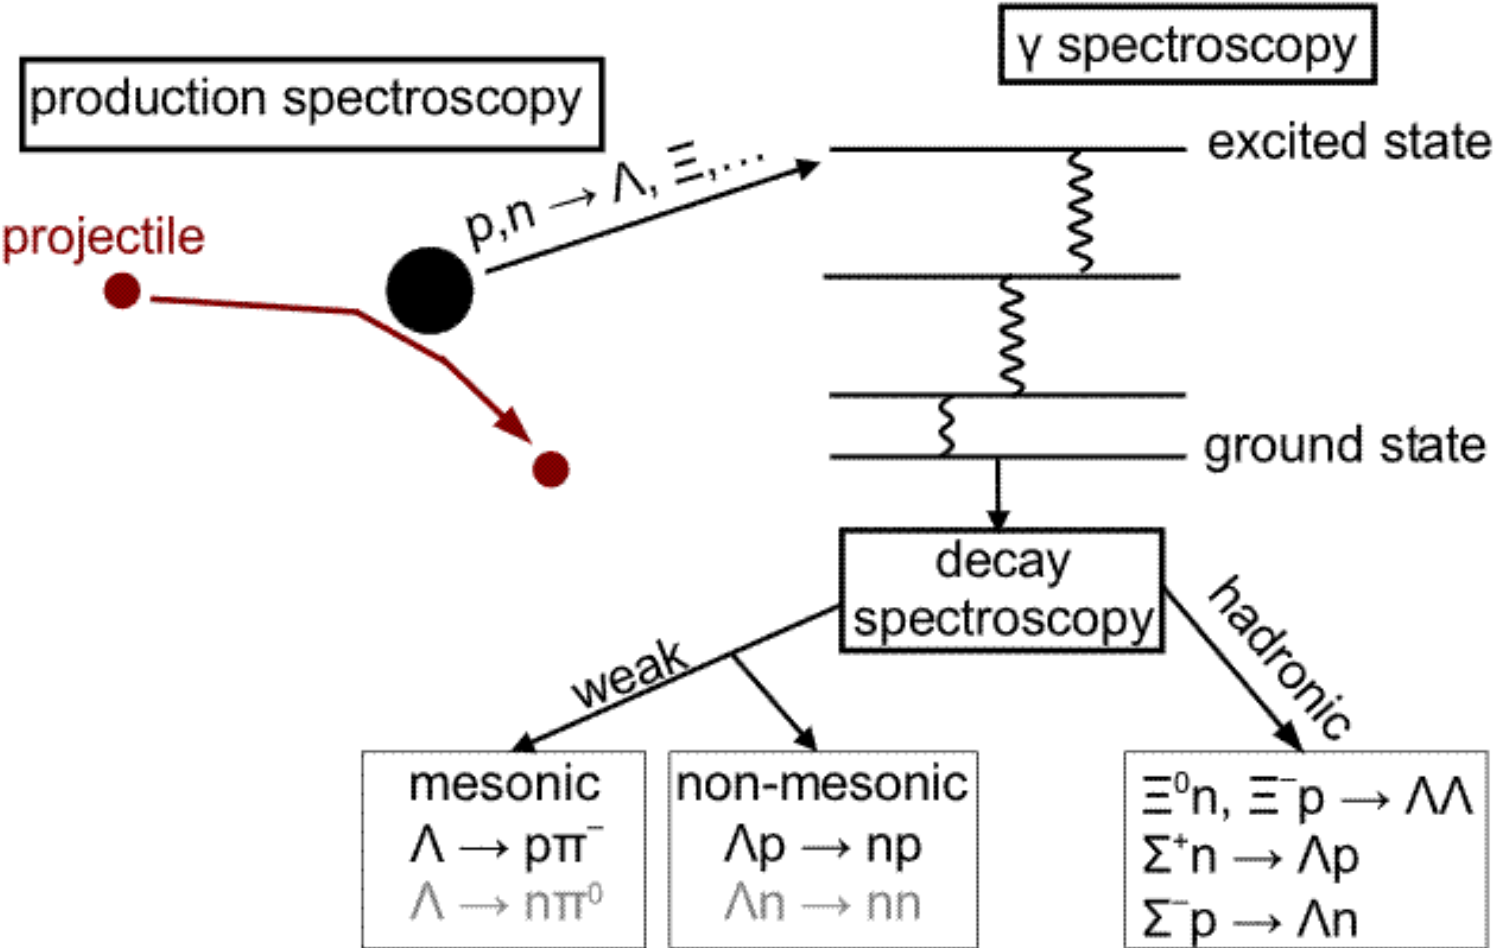 γ spectroscopy
production spectroscopy
excited state
p,n → Λ, Ξ,...
projectile
ground state
decay
spectroscopy
weak
hadronic
mesonic
Λ → pπ⁻
Λ → nπ⁰
non-mesonic
Λp → np
Λn → nn
Ξ⁰n, Ξ⁻p → ΛΛ
Σ⁺n → Λp
Σ⁻p → Λn